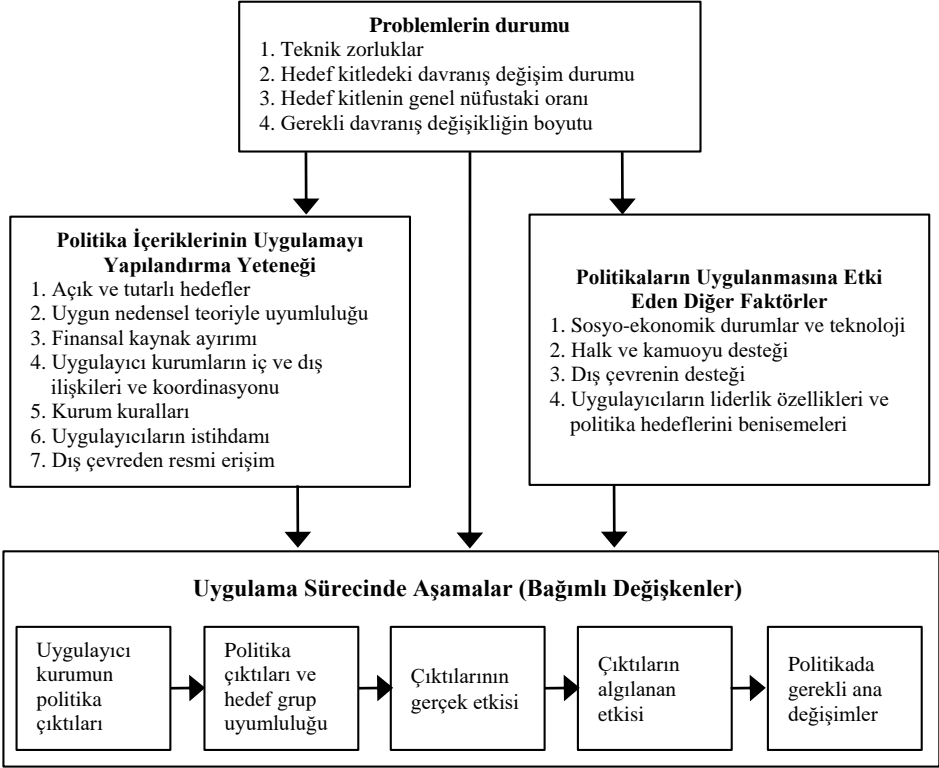 Problemlerin durumu
1. Teknik zorluklar
2. Hedef kitledeki davranış değişim durumu
3. Hedef kitlenin genel nüfustaki oranı
4. Gerekli davranış değişikliğin boyutu
Politika İçeriklerinin Uygulamayı
Yapılandırma Yeteneği
1. Açık ve tutarlı hedefler
2. Uygun nedensel teoriyle uyumluluğu
3. Finansal kaynak ayırımı
4. Uygulayıcı kurumların iç ve dış
ilişkileri ve koordinasyonu
5. Kurum kuralları
6. Uygulayıcıların istihdamı
7. Dış çevreden resmi erişim
Politikaların Uygulanmasına Etki
Eden Diğer Faktörler
1. Sosyo-ekonomik durumlar ve teknoloji
2. Halk ve kamuoyu desteği
3. Dış çevrenin desteği
4. Uygulayıcıların liderlik özellikleri ve
politika hedeflerini benisemeleri
Uygulama Sürecinde Aşamalar (Bağımlı Değişkenler)
Uygulayıcı
kurumun
politika
çıktıları
Politika
çıktıları ve
hedef grup
uyumluluğu
Çıktılarının
gerçek etkisi
Çıktıların
algılanan
etkisi
Politikada
gerekli ana
değişimler